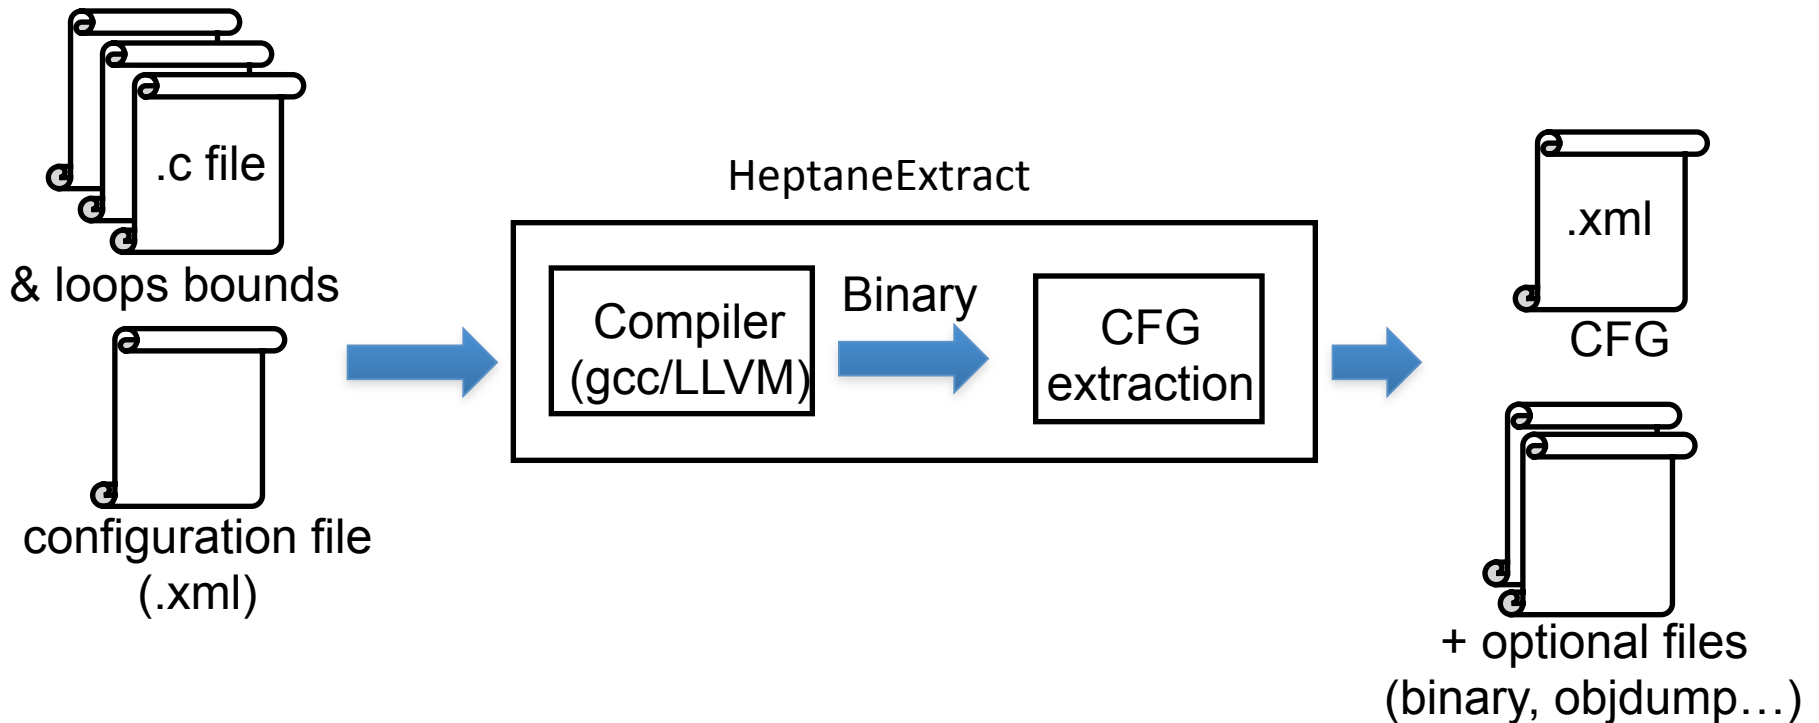 .c file
& loops bounds
configuration file
(.xml)
HeptaneExtract
Compiler
(gcc/LLVM)
Binary
CFG
extraction
.xml
CFG
+ optional files
(binary, objdump…)